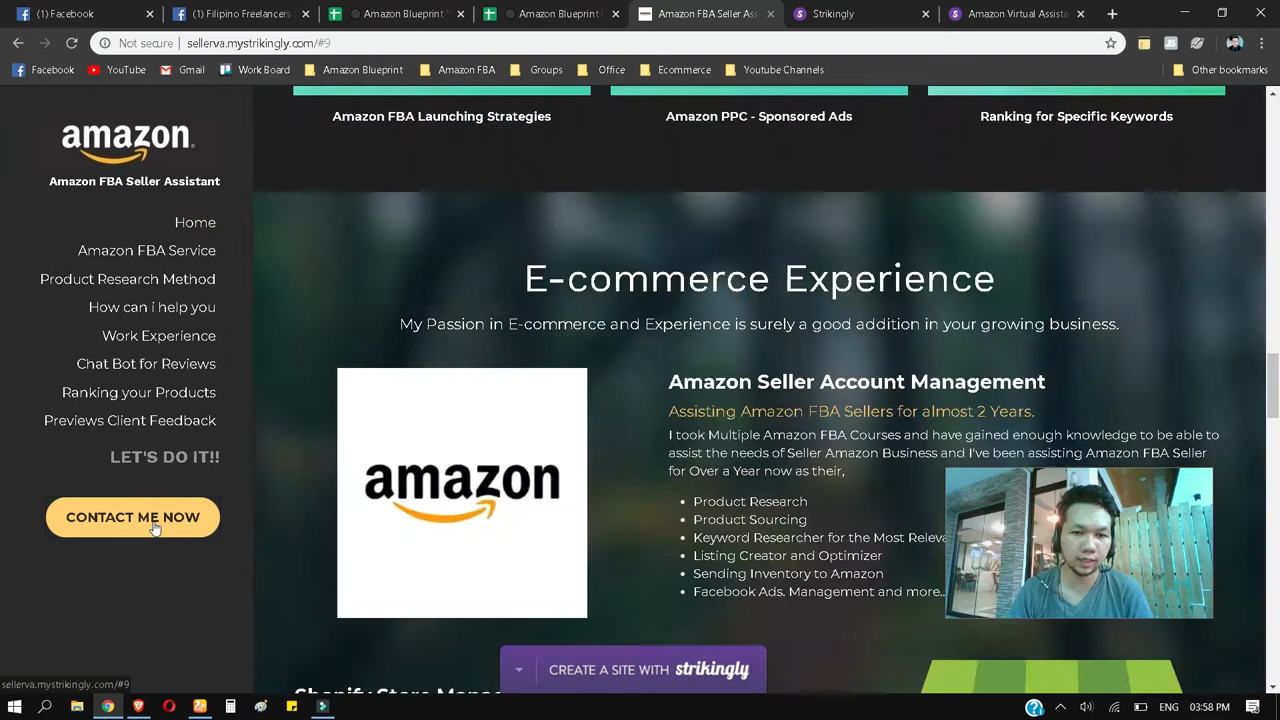 (1) Facebook
(1) Filipino Freelancers
Amazon Blueprint
Amazon Blueprint
Amazon FBA Seller Ass
Strikingly
Amazon Virtual Assista
Not secure
sellerva.mystrikingly.com/#9
Facebook
YouTube
Gmail
Work Board
Amazon Blueprint
Amazon FBA
Groups
Office
Ecommerce
Youtube Channels
Other bookmarks
amazon
Amazon FBA Seller Assistant
Home
Amazon FBA Service
Product Research Method
How can i help you
Work Experience
Chat Bot for Reviews
Ranking your Products
Previews Client Feedback
LET'S DO IT!!
CONTACT ME NOW
sellerva.mystrikingly.com/#9
Amazon FBA Launching Strategies
Amazon PPC - Sponsored Ads
Ranking for Specific Keywords
E-commerce Experience
My Passion in E-commerce and Experience is surely a good addition in your growing business.
amazon
Amazon Seller Account Management
Assisting Amazon FBA Sellers for almost 2 Years.
I took Multiple Amazon FBA Courses and have gained enough knowledge to be able to
assist the needs of Seller Amazon Business and I've been assisting Amazon FBA Seller
for Over a Year now as their,
Product Research
Product Sourcing
Keyword Researcher for the Most Releva
Listing Creator and Optimizer
Sending Inventory to Amazon
Facebook Ads. Management and more..
CREATE A SITE WITH strikingly
ENG
03:58 PM